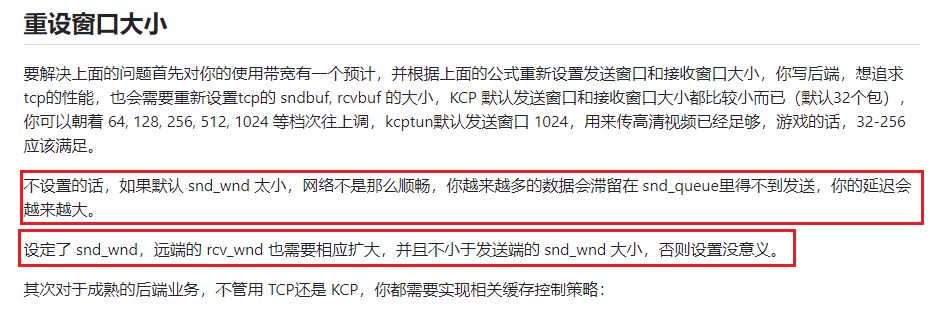 重设窗口大小
要解决上面的问题首先对你的使用带宽有一个预计，并根据上面的公式重新设置发送窗口和接收窗口大小，你写后端，想追求
tcp的性能，也会需要重新设置tcp的 sndbuf, rcvbuf 的大小，KCP 默认发送窗口和接收窗口大小都比较小而已（默认32个包），
你可以朝着 64, 128, 256, 512, 1024 等档次往上调，kcptun默认发送窗口 1024，用来传高清视频已经足够，游戏的话，32-256
应该满足。
不设置的话，如果默认 snd_wnd 太小，网络不是那么顺畅，你越来越多的数据会滞留在 snd_queue里得不到发送，你的延迟会
越来越大。
设定了 snd_wnd，远端的 rcv_wnd 也需要相应扩大，并且不小于发送端的 snd_wnd 大小，否则设置没意义。
其次对于成熟的后端业务，不管用 TCP还是 KCP，你都需要实现相关缓存控制策略：